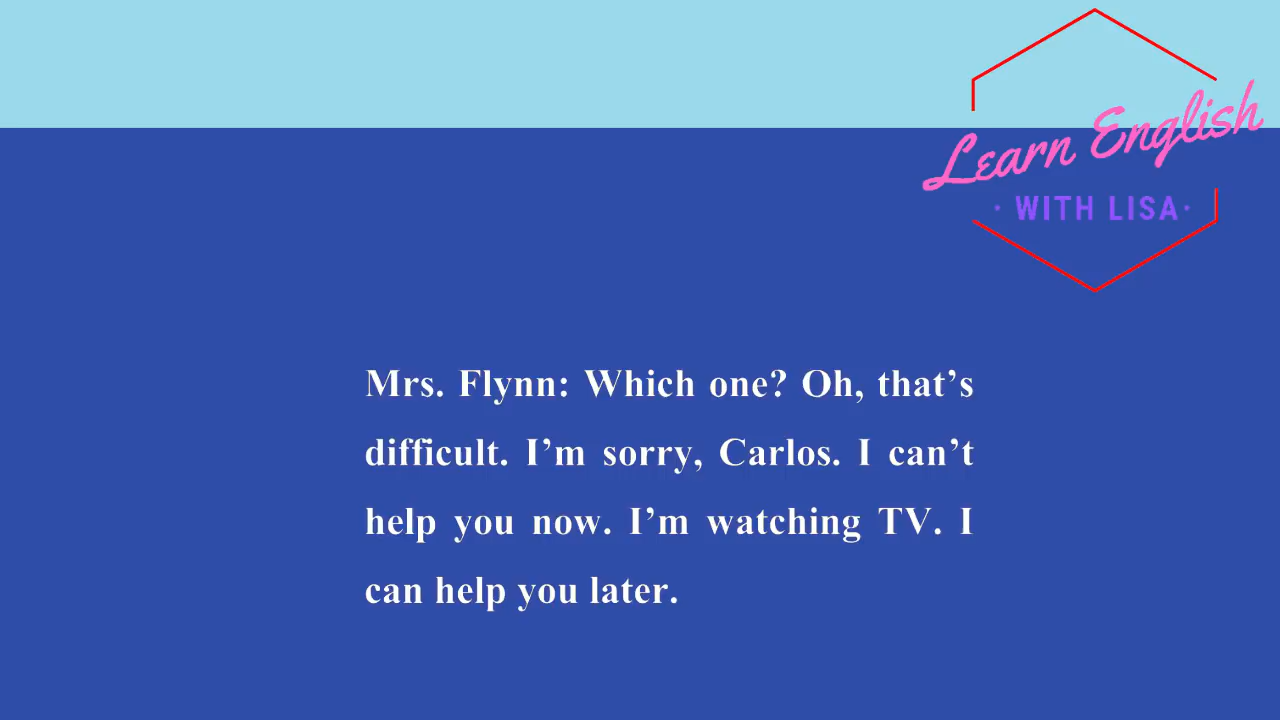 Learn English
· WITH LISA·
Mrs. Flynn: Which one? Oh, that’s
difficult. I’m sorry, Carlos. I can’t
help you now. I’m watching TV. I
can help you later.